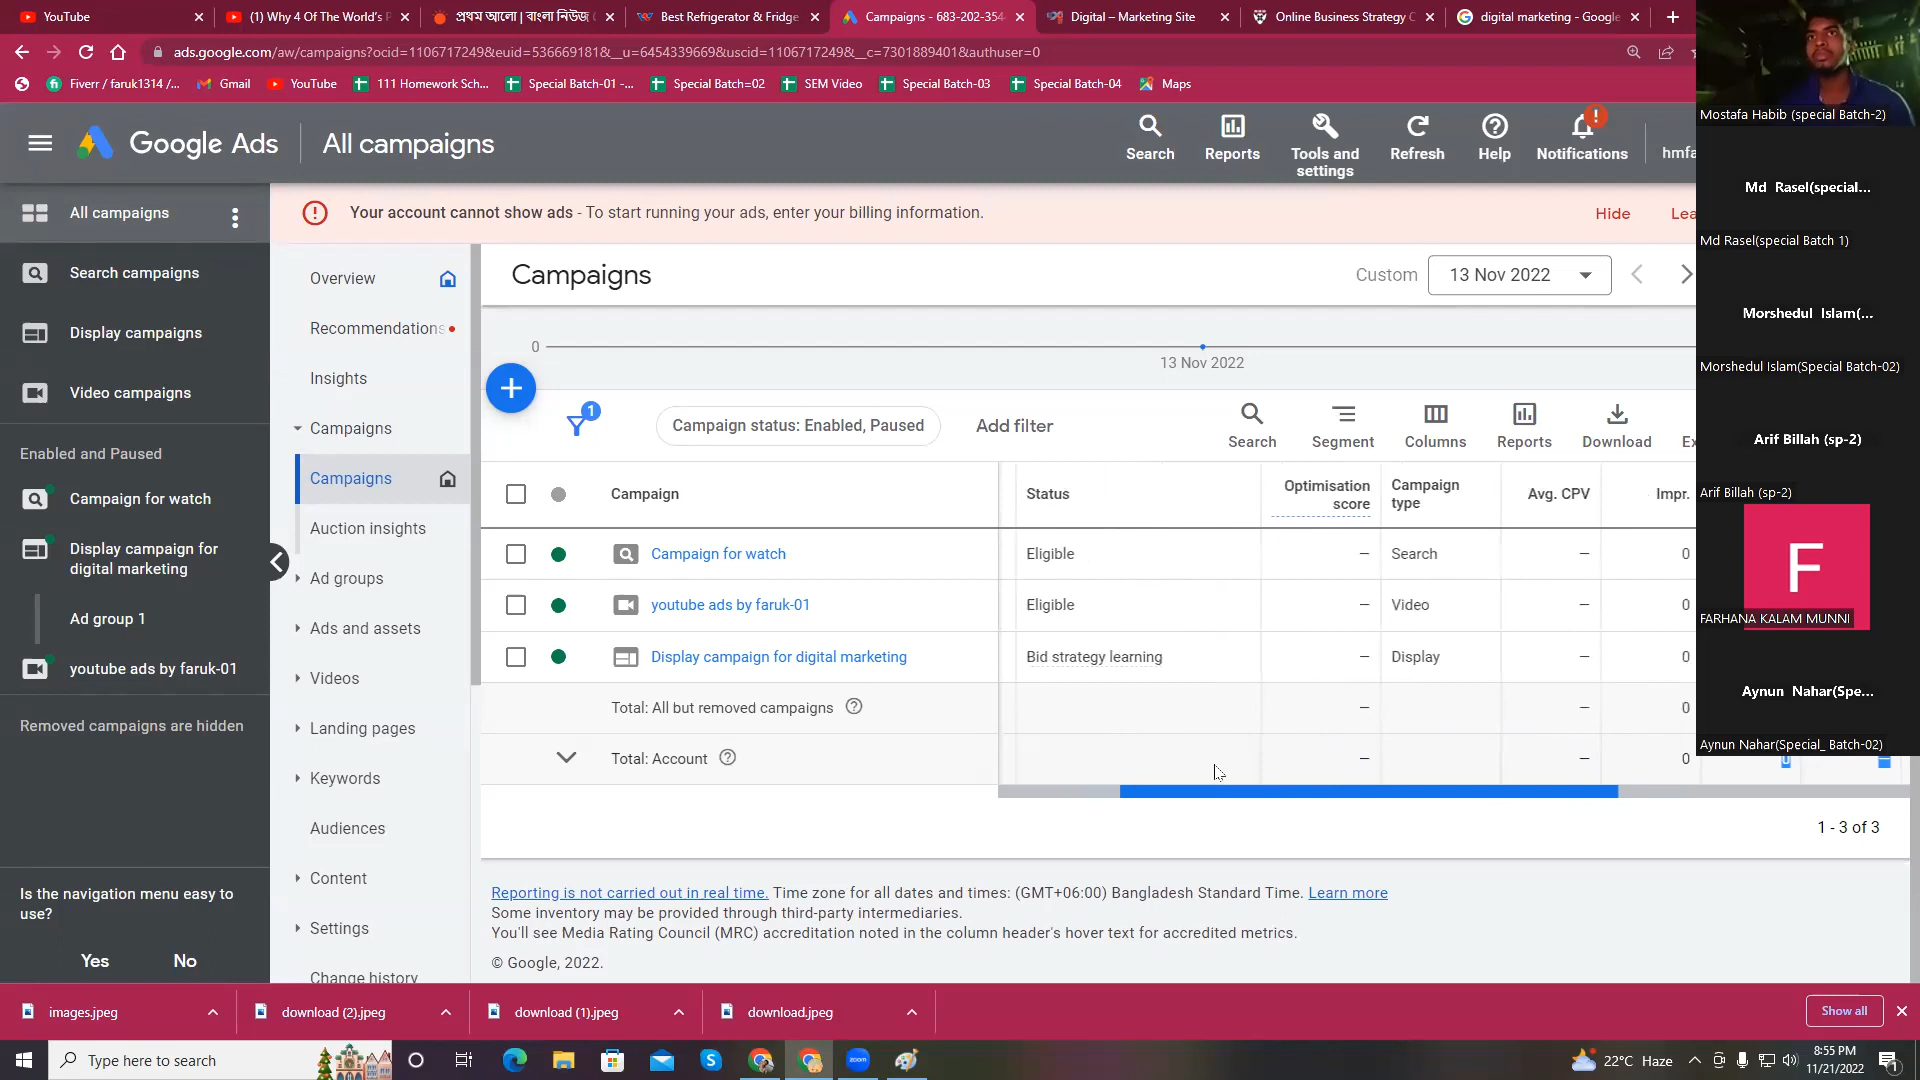 YouTube
(1) Why 4 Of The World's P
প্রথম আলো | বাংলা নিউজ
Best Refrigerator & Fridge
Campaigns - 683-202-354
Digital – Marketing Site
Online Business Strategy C
digital marketing - Google
ads.google.com/aw/campaigns?ocid=1106717249&euid=536669181&__u=6454339669&uscid=1106717249&__c=7301889401&authuser=0
Fiverr / faruk1314 /...
Gmail
YouTube
111 Homework Sch...
Special Batch-01 -...
Special Batch=02
SEM Video
Special Batch-03
Special Batch-04
Maps
Google Ads
All campaigns
Search
Reports
Tools and
settings
Refresh
Help
Notifications
hmfa
All campaigns
Search campaigns
Display campaigns
Video campaigns
Enabled and Paused
Campaign for watch
Display campaign for
digital marketing
Ad group 1
youtube ads by faruk-01
Removed campaigns are hidden
Is the navigation menu easy to
use?
Yes No
Your account cannot show ads - To start running your ads, enter your billing information.
Hide
Lea
Overview
Recommendations
Insights
Campaigns
Campaigns
Auction insights
Ad groups
Ads and assets
Videos
Landing pages
Keywords
Audiences
Content
Settings
Change history
Campaigns
Custom
13 Nov 2022
0
13 Nov 2022
1
Campaign status: Enabled, Paused
Add filter
Search
Segment
Columns
Reports
Download
Ex
Campaign Status Optimisation score Campaign type Avg. CPV Impr.
Campaign for watch Eligible – Search – 0
youtube ads by faruk-01 Eligible – Video – 0
Display campaign for digital marketing Bid strategy learning – Display – 0
Total: All but removed campaigns – – 0
Total: Account – – 0
1 - 3 of 3
Reporting is not carried out in real time. Time zone for all dates and times: (GMT+06:00) Bangladesh Standard Time. Learn more
Some inventory may be provided through third-party intermediaries.
You'll see Media Rating Council (MRC) accreditation noted in the column header's hover text for accredited metrics.
© Google, 2022.
Mostafa Habib (special Batch-2)
Md Rasel(special...
Md Rasel(special Batch 1)
Morshedul Islam(...
Morshedul Islam(Special Batch-02)
Arif Billah (sp-2)
Arif Billah (sp-2)
F
FARHANA KALAM MUNNI
Aynun Nahar(Spe...
Aynun Nahar(Special_ Batch-02)
images.jpeg
download (2).jpeg
download (1).jpeg
download.jpeg
Show all
Type here to search
zoom
22°C Haze
8:55 PM
11/21/2022
1